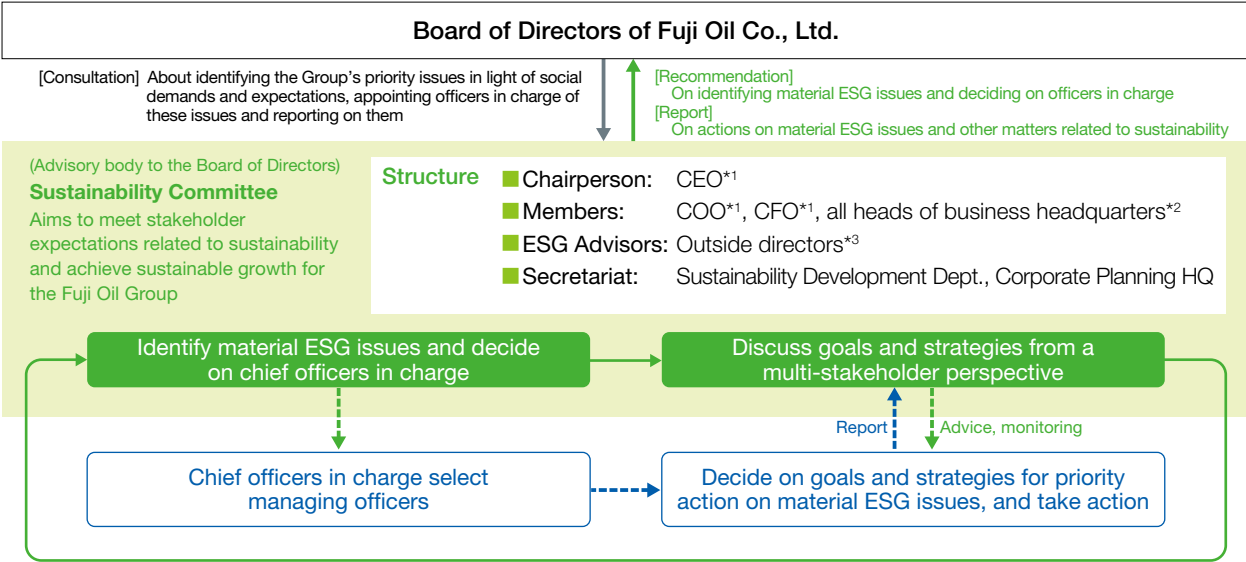 Board of Directors of Fuji Oil Co., Ltd.
[Consultation] About identifying the Group's priority issues in light of social
demands and expectations, appointing officers in charge of
these issues and reporting on them
[Recommendation]
On identifying material ESG issues and deciding on officers in charge
[Report]
On actions on material ESG issues and other matters related to sustainability
(Advisory body to the Board of Directors)
Sustainability Committee
Aims to meet stakeholder
expectations related to sustainability
and achieve sustainable growth for
the Fuji Oil Group
Structure
Chairperson: CEO*1
Members: COO*1, CFO*1, all heads of business headquarters*2
ESG Advisors: Outside directors*3
Secretariat: Sustainability Development Dept., Corporate Planning HQ
Identify material ESG issues and decide
on chief officers in charge
Discuss goals and strategies from a
multi-stakeholder perspective
Report
Advice, monitoring
Chief officers in charge select
managing officers
Decide on goals and strategies for priority
action on material ESG issues, and take action